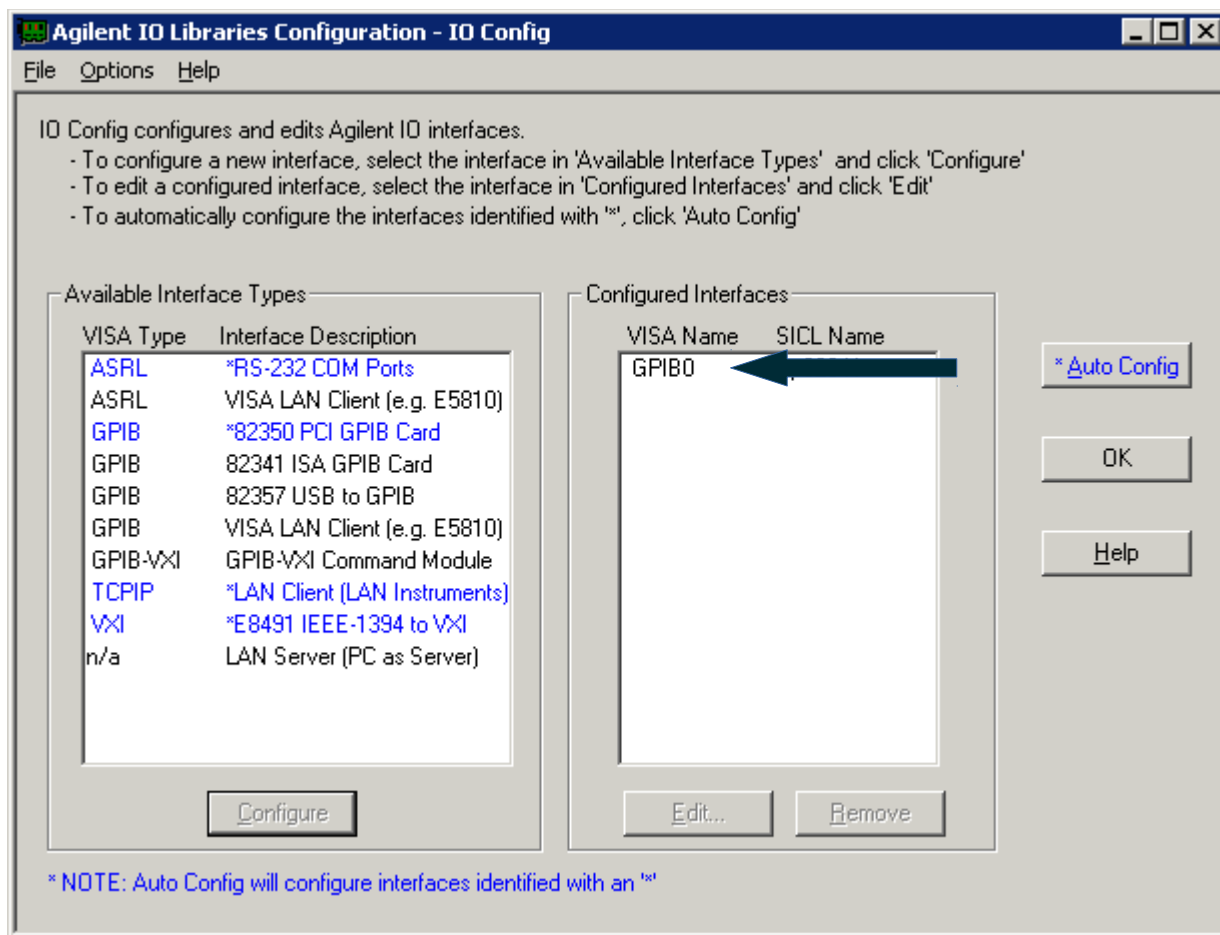 Agilent IO Libraries Configuration - IO Config
File Options Help
IO Config configures and edits Agilent IO interfaces.
- To configure a new interface, select the interface in 'Available Interface Types' and click 'Configure'
- To edit a configured interface, select the interface in 'Configured Interfaces' and click 'Edit'
- To automatically configure the interfaces identified with '*', click 'Auto Config'
Available Interface Types
VISA Type Interface Description
ASRL *RS-232 COM Ports
ASRL VISA LAN Client (e.g. E5810)
GPIB *82350 PCI GPIB Card
GPIB 82341 ISA GPIB Card
GPIB 82357 USB to GPIB
GPIB VISA LAN Client (e.g. E5810)
GPIB-VXI GPIB-VXI Command Module
TCPIP *LAN Client (LAN Instruments)
VXI *E8491 IEEE-1394 to VXI
n/a LAN Server (PC as Server)
Configure
Configured Interfaces
VISA Name SICL Name
GPIB0
Edit...
Remove
* Auto Config
OK
Help
* NOTE: Auto Config will configure interfaces identified with an '*'